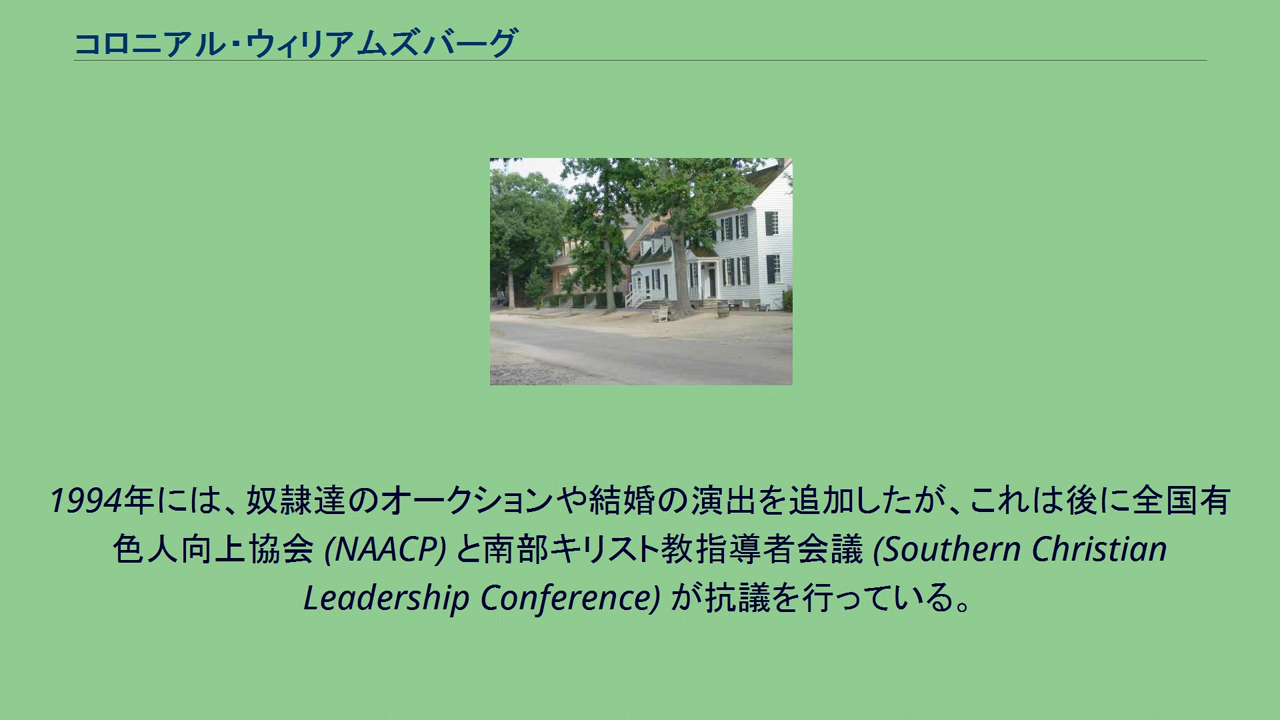 コロニアル・ウィリアムズバーグ
1994年には、奴隷達のオークションや結婚の演出を追加したが、これは後に全国有
色人向上協会 (NAACP) と南部キリスト教指導者会議 (Southern Christian
Leadership Conference) が抗議を行っている。